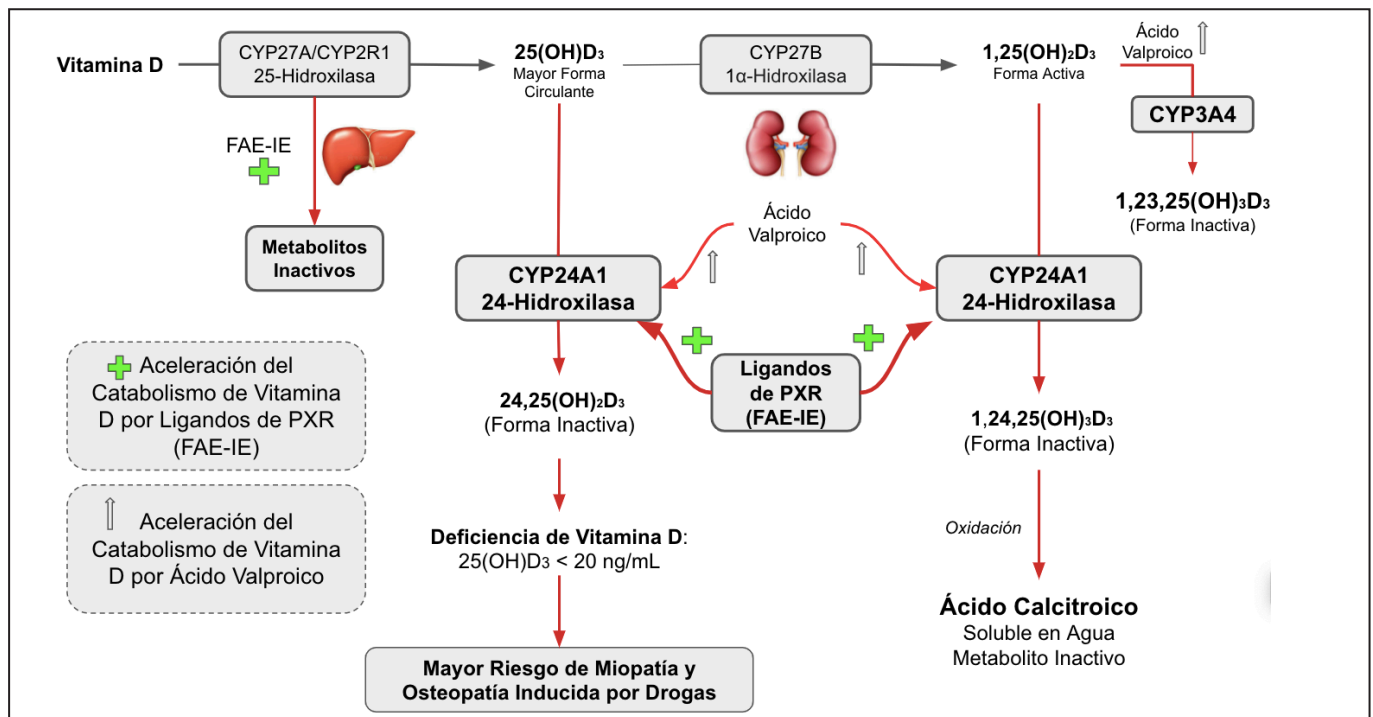 Vitamina D
CYP27A/CYP2R1
25-Hidroxilasa
25(OH)D₃
Mayor Forma
Circulante
CYP27B
1α-Hidroxilasa
1,25(OH)₂D₃
Forma Activa
Ácido
Valproico
CYP3A4
1,23,25(OH)₃D₃
(Forma Inactiva)
FAE-IE
Metabolitos
Inactivos
Ácido
Valproico
CYP24A1
24-Hidroxilasa
CYP24A1
24-Hidroxilasa
Ligandos
de PXR
(FAE-IE)
Aceleración del
Catabolismo de Vitamina
D por Ligandos de PXR
(FAE-IE)
24,25(OH)₂D₃
(Forma Inactiva)
1,24,25(OH)₃D₃
(Forma Inactiva)
Aceleración del
Catabolismo de Vitamina
D por Ácido Valproico
Deficiencia de Vitamina D:
25(OH)D₃ < 20 ng/mL
Oxidación
Ácido Calcitroico
Soluble en Agua
Metabolito Inactivo
Mayor Riesgo de Miopatía y
Osteopatía Inducida por Drogas